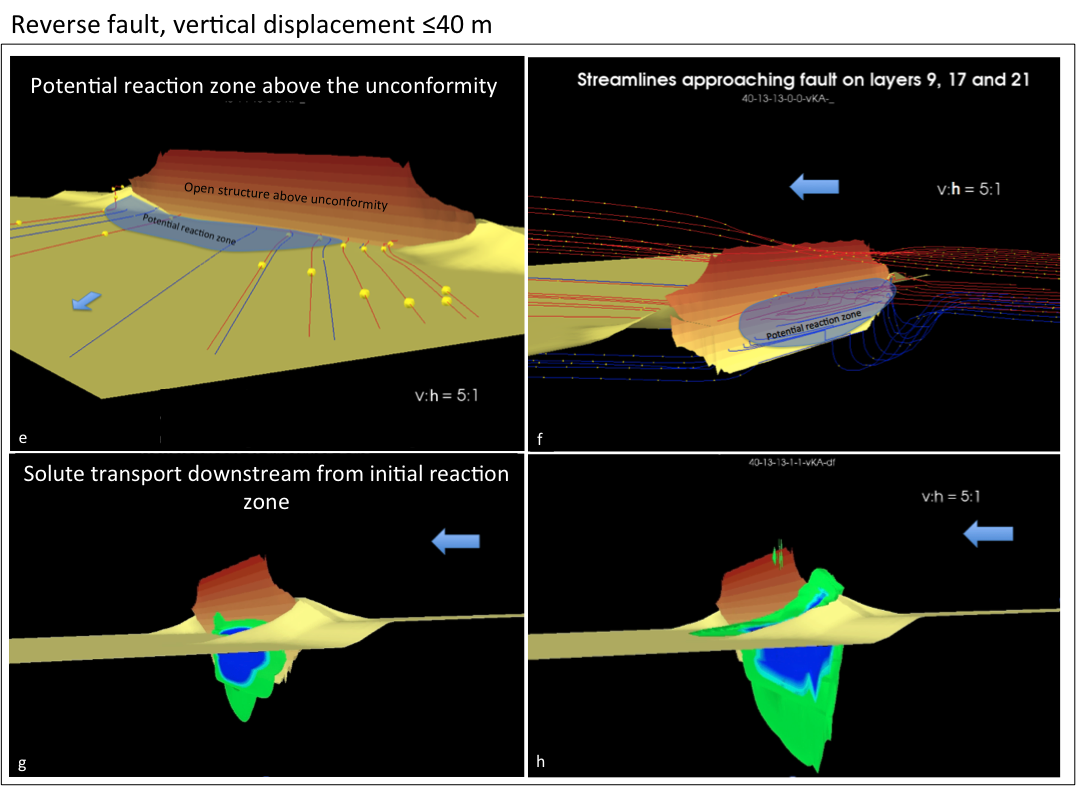 Reverse fault, vertical displacement ≤40 m
Potential reaction zone above the unconformity
Open structure above unconformity
Potential reaction zone
v:h = 5:1
e
Streamlines approaching fault on layers 9, 17 and 21
40-13-13-0-0-vKA-_
v:h = 5:1
Potential reaction zone
f
Solute transport downstream from initial reaction
zone
g
40-13-13-1-1-vKA-df
v:h = 5:1
h